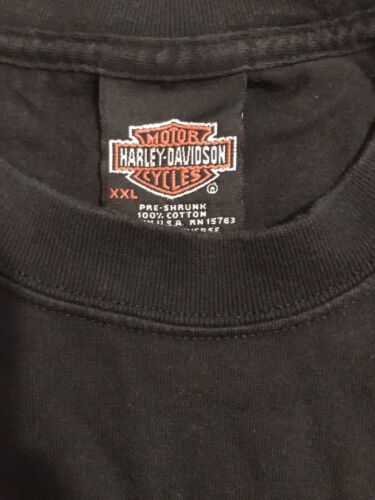 MOTOR
HARLEY-DAVIDSON
CYCLES
XXL
®
PRE-SHRUNK
100% COTTON
U.S.A. RN 15763